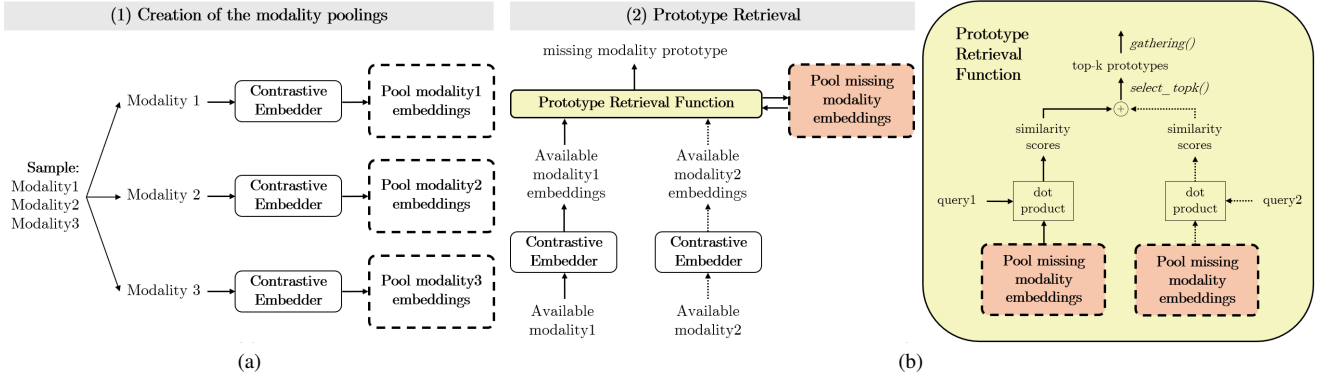 (1) Creation of the modality poolings
Sample:
Modality1
Modality2
Modality3
Modality 1
Contrastive
Embedder
Pool modality1
embeddings
Modality 2
Contrastive
Embedder
Pool modality2
embeddings
Modality 3
Contrastive
Embedder
Pool modality3
embeddings
(a)
(2) Prototype Retrieval
missing modality prototype
Prototype Retrieval Function
Pool missing
modality
embeddings
Available
modality1
embeddings
Available
modality2
embeddings
Contrastive
Embedder
Contrastive
Embedder
Available
modality1
Available
modality2
Prototype
Retrieval
Function
gathering()
top-k prototypes
select_topk()
+
similarity
scores
similarity
scores
query1
dot
product
dot
product
query2
Pool missing
modality
embeddings
Pool missing
modality
embeddings
(b)